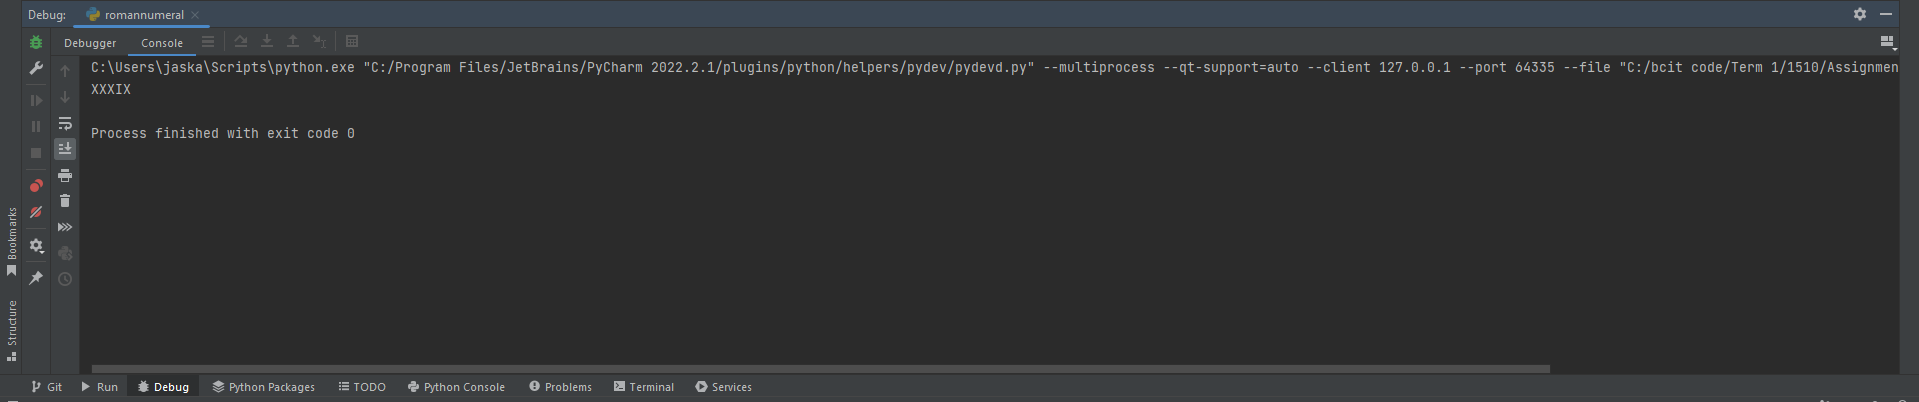 Debug: romannumeral
Debugger Console
C:\Users\jaska\Scripts\python.exe "C:/Program Files/JetBrains/PyCharm 2022.2.1/plugins/python/helpers/pydev/pydevd.py" --multiprocess --qt-support=auto --client 127.0.0.1 --port 64335 --file "C:/bcit code/Term 1/1510/Assignmen
XXXIX
Process finished with exit code 0
Bookmarks
Structure
Git Run Debug Python Packages TODO Python Console Problems Terminal Services